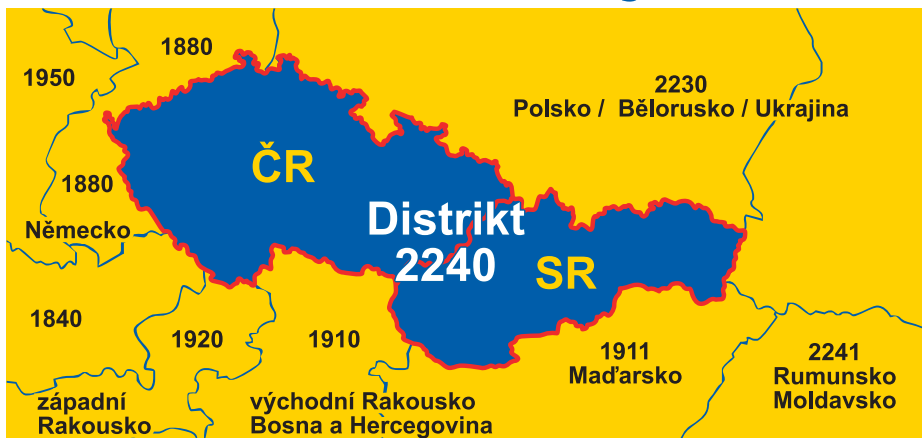 1880
1950
2230
Polsko / Bělorusko / Ukrajina
ČR
1880
Německo
Distrikt
2240
SR
1840
1920
1910
1911
Maďarsko
2241
Rumunsko
Moldavsko
západní
Rakousko
východní Rakousko
Bosna a Hercegovina